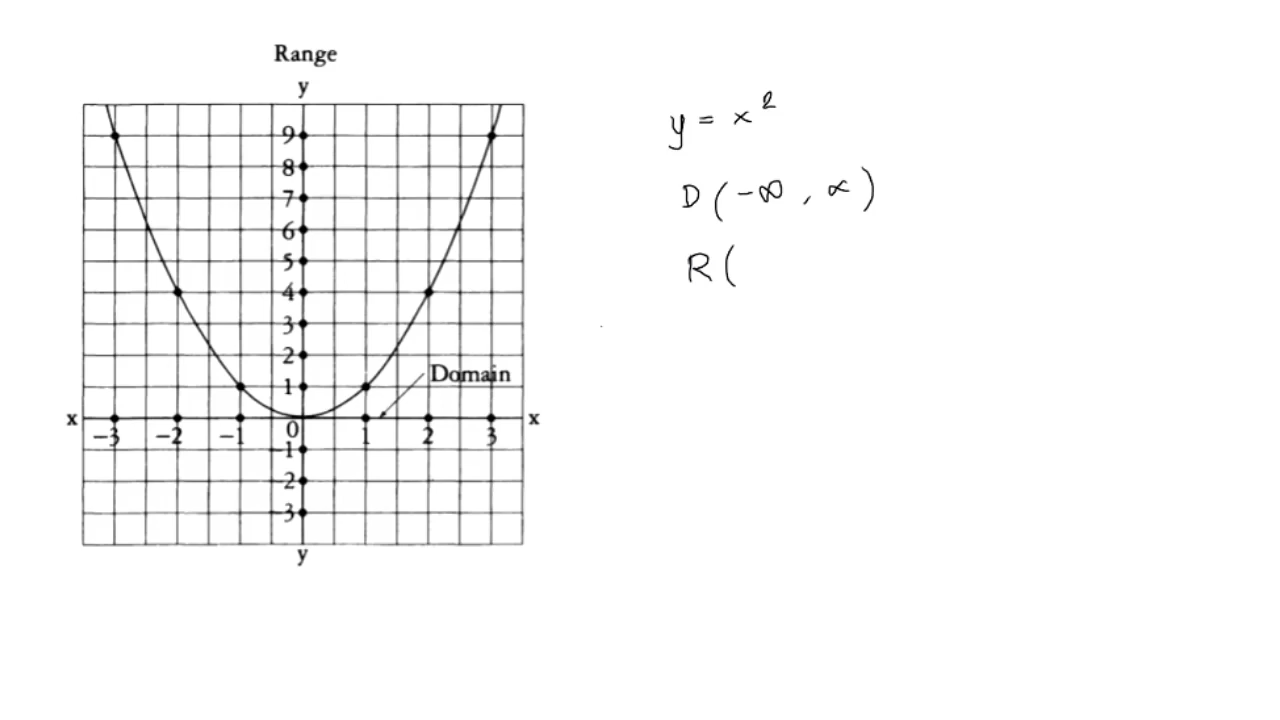 Range
y
9
8
7
6
5
4
3
2
1
Domain
x -3 -2 -1 0 1 2 3 x
-1
-2
-3
y
y = x²
D (-∞, ∝)
R (